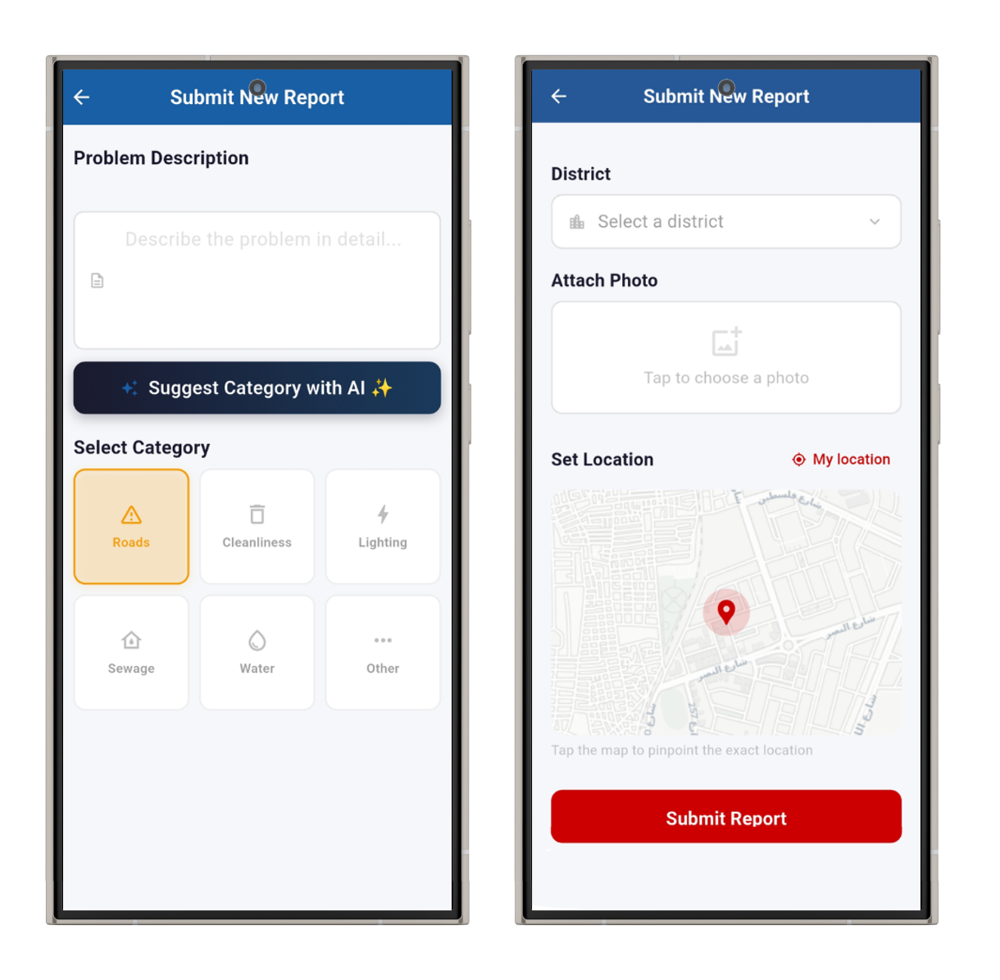 Submit New Report
Problem Description
Describe the problem in detail...
Suggest Category with AI ✨
Select Category
Roads
Cleanliness
Lighting
Sewage
Water
Other
Submit New Report
District
Select a district
Attach Photo
Tap to choose a photo
Set Location
My location
شارع فلسطين
شارع النصر
شارع النصر
شارع
257
شارع الا
Tap the map to pinpoint the exact location
Submit Report